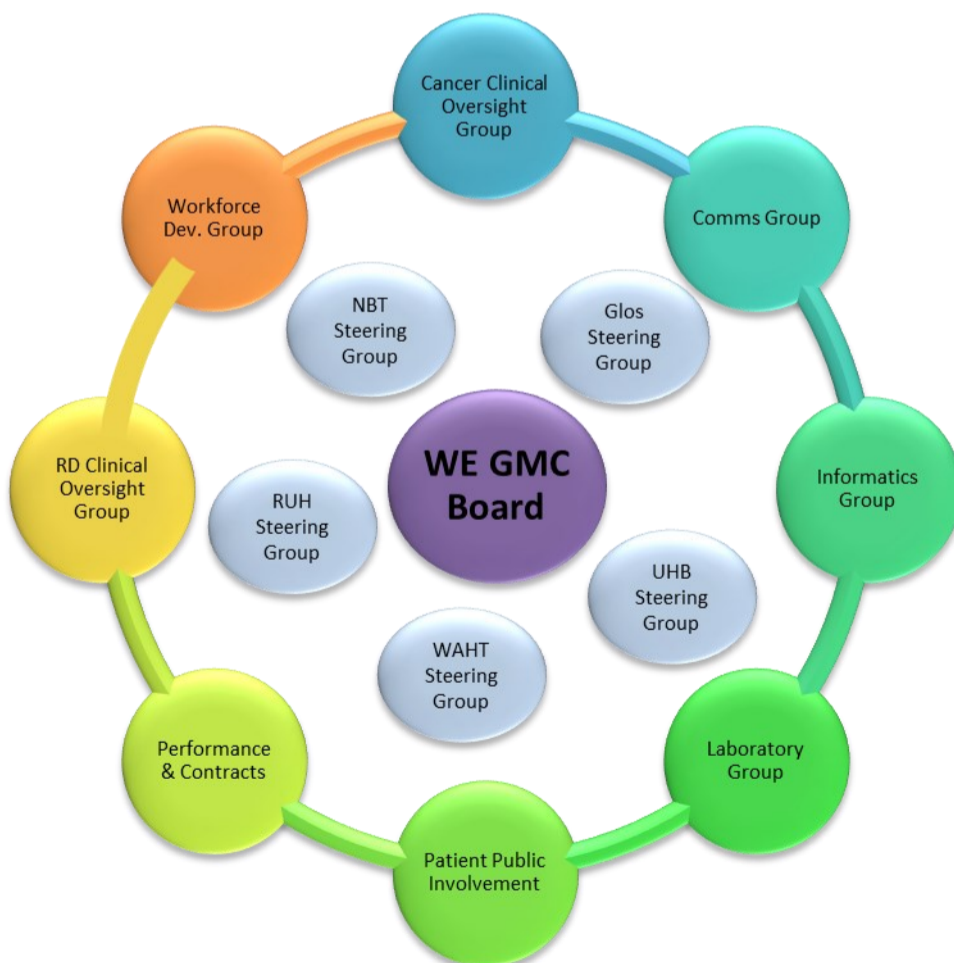 Cancer Clinical
Oversight
Group
Workforce
Dev. Group
Comms Group
NBT
Steering
Group
Glos
Steering
Group
WE GMC
Board
RD Clinical
Oversight
Group
RUH
Steering
Group
Informatics
Group
UHB
Steering
Group
WAHT
Steering
Group
Performance
& Contracts
Laboratory
Group
Patient Public
Involvement